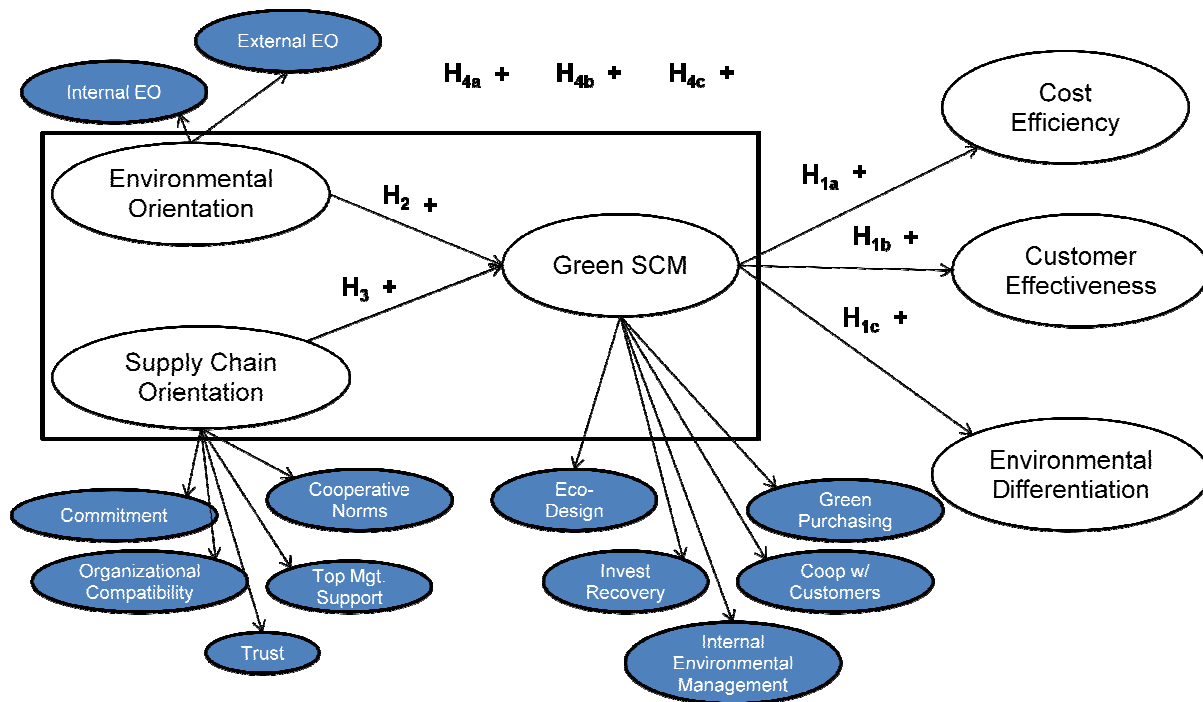 External EO
Internal EO
H4a + H4b + H4c +
Cost
Efficiency
Environmental
Orientation
H2 +
H1a +
Green SCM
H1b +
Customer
Effectiveness
H3 +
H1c +
Supply Chain
Orientation
Environmental
Differentiation
Commitment
Cooperative
Norms
Organizational
Compatibility
Top Mgt.
Support
Trust
Eco-
Design
Green
Purchasing
Invest
Recovery
Coop w/
Customers
Internal
Environmental
Management